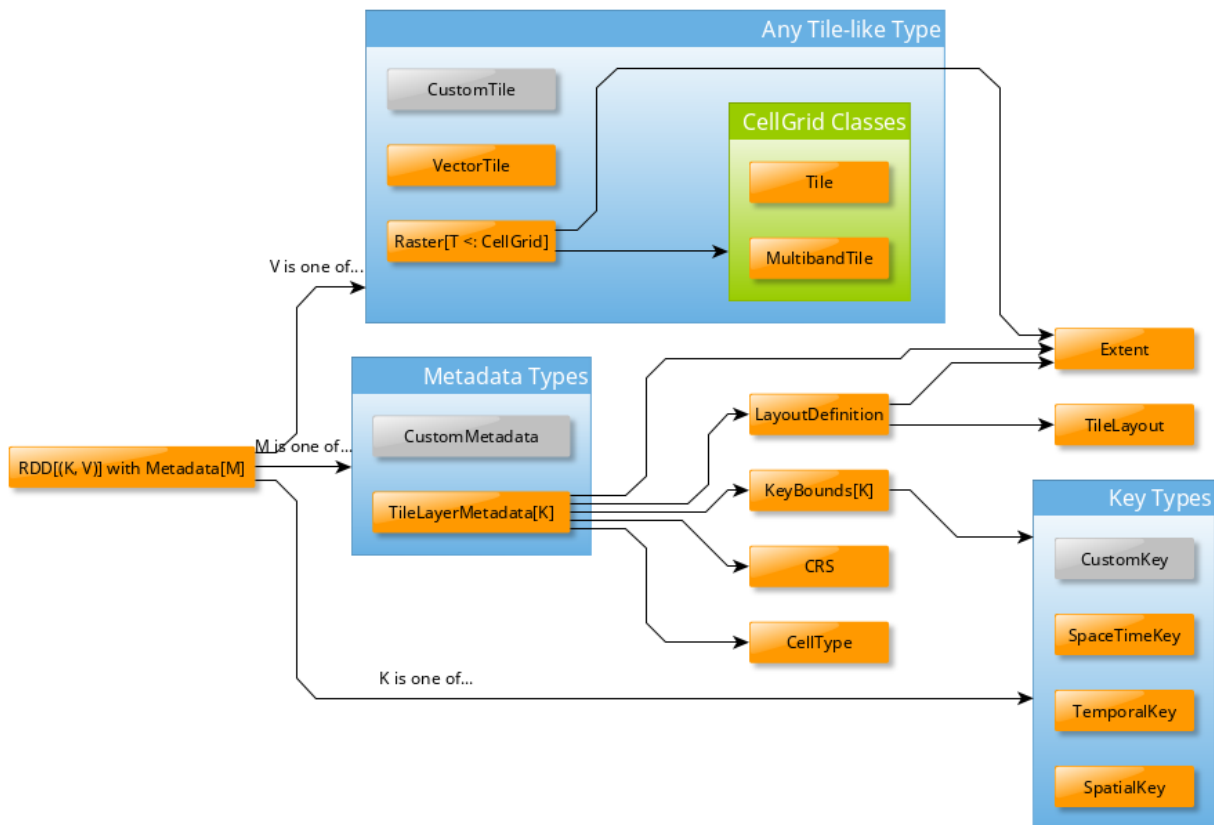 Any Tile-like Type
CustomTile
CellGrid Classes
VectorTile
Tile
Raster[T <: CellGrid]
MultibandTile
V is one of...
Extent
Metadata Types
LayoutDefinition
TileLayout
CustomMetadata
M is one of...
RDD[(K, V)] with Metadata[M]
KeyBounds[K]
Key Types
TileLayerMetadata[K]
CustomKey
CRS
SpaceTimeKey
CellType
K is one of...
TemporalKey
SpatialKey